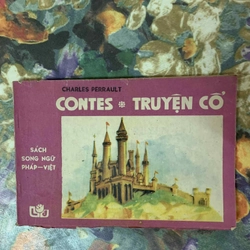 CHARLES PERRAULT
CONTES * TRUYỆN CỔ
SÁCH
SONG NGỮ
PHÁP-VIỆT